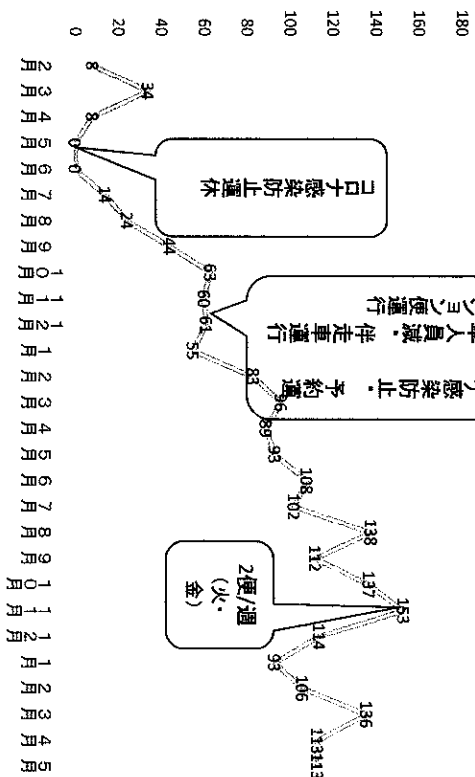 180
160
140
120
100
80
60
40
20
0
8
34
8
0
0
14
24
44
63
60
61
55
83
96
89
93
108
102
138
112
137
153
114
93
106
136
113
113
コロナ感染防止運休
感染防止・ 予約運
人員減・ 伴走車運行
ション便運行
2便/週
(火・
金)
2月
3月
4月
5月
6月
7月
8月
9月
10月
11月
12月
1月
2月
3月
4月
5月
6月
7月
8月
9月
10月
11月
12月
1月
2月
3月
4月
5月